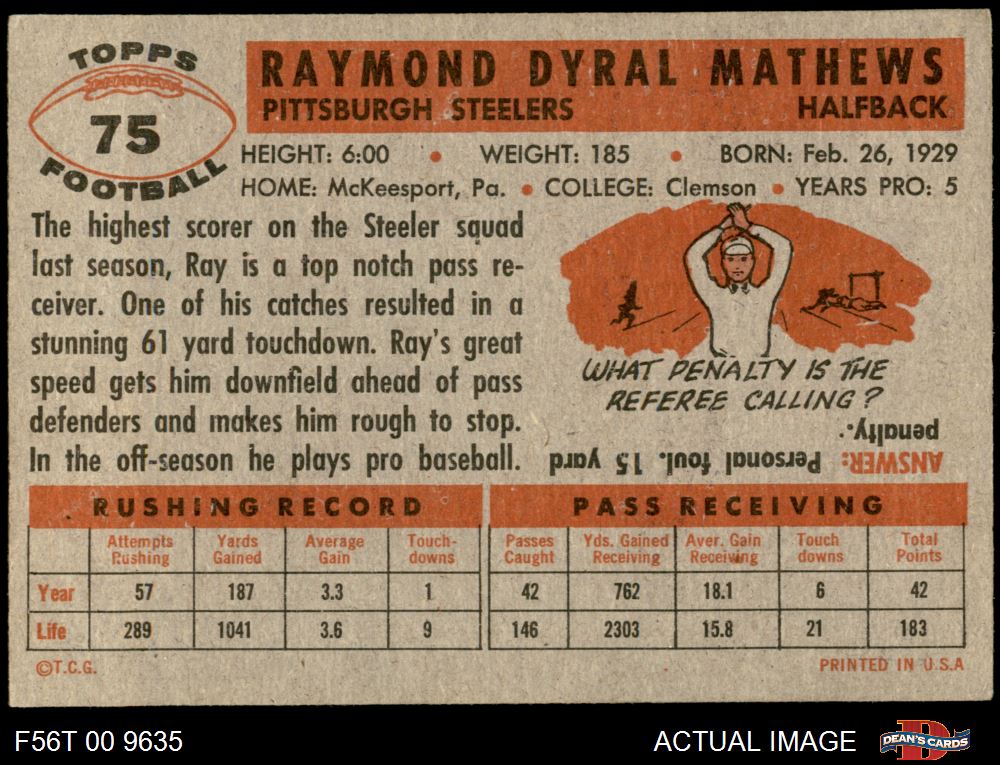 TOPPS
75
FOOTBALL
RAYMOND DYRAL MATHEWS
PITTSBURGH STEELERS HALFBACK
HEIGHT: 6:00 • WEIGHT: 185 • BORN: Feb. 26, 1929
HOME: McKeesport, Pa. • COLLEGE: Clemson • YEARS PRO: 5
The highest scorer on the Steeler squad
last season, Ray is a top notch pass re-
ceiver. One of his catches resulted in a
stunning 61 yard touchdown. Ray's great
speed gets him downfield ahead of pass
defenders and makes him rough to stop.
In the off-season he plays pro baseball.
WHAT PENALTY IS THE
REFEREE CALLING?
ANSWER: Personal foul. 15 yard
penalty.
RUSHING RECORD PASS RECEIVING
Attempts Rushing Yards Gained Average Gain Touch-downs Passes Caught Yds. Gained Receiving Aver. Gain Receiving Touch downs Total Points
Year 57 187 3.3 1 42 762 18.1 6 42
Life 289 1041 3.6 9 146 2303 15.8 21 183
©T.C.G. PRINTED IN U.S.A
F56T 00 9635 ACTUAL IMAGE D DEAN'S CARDS